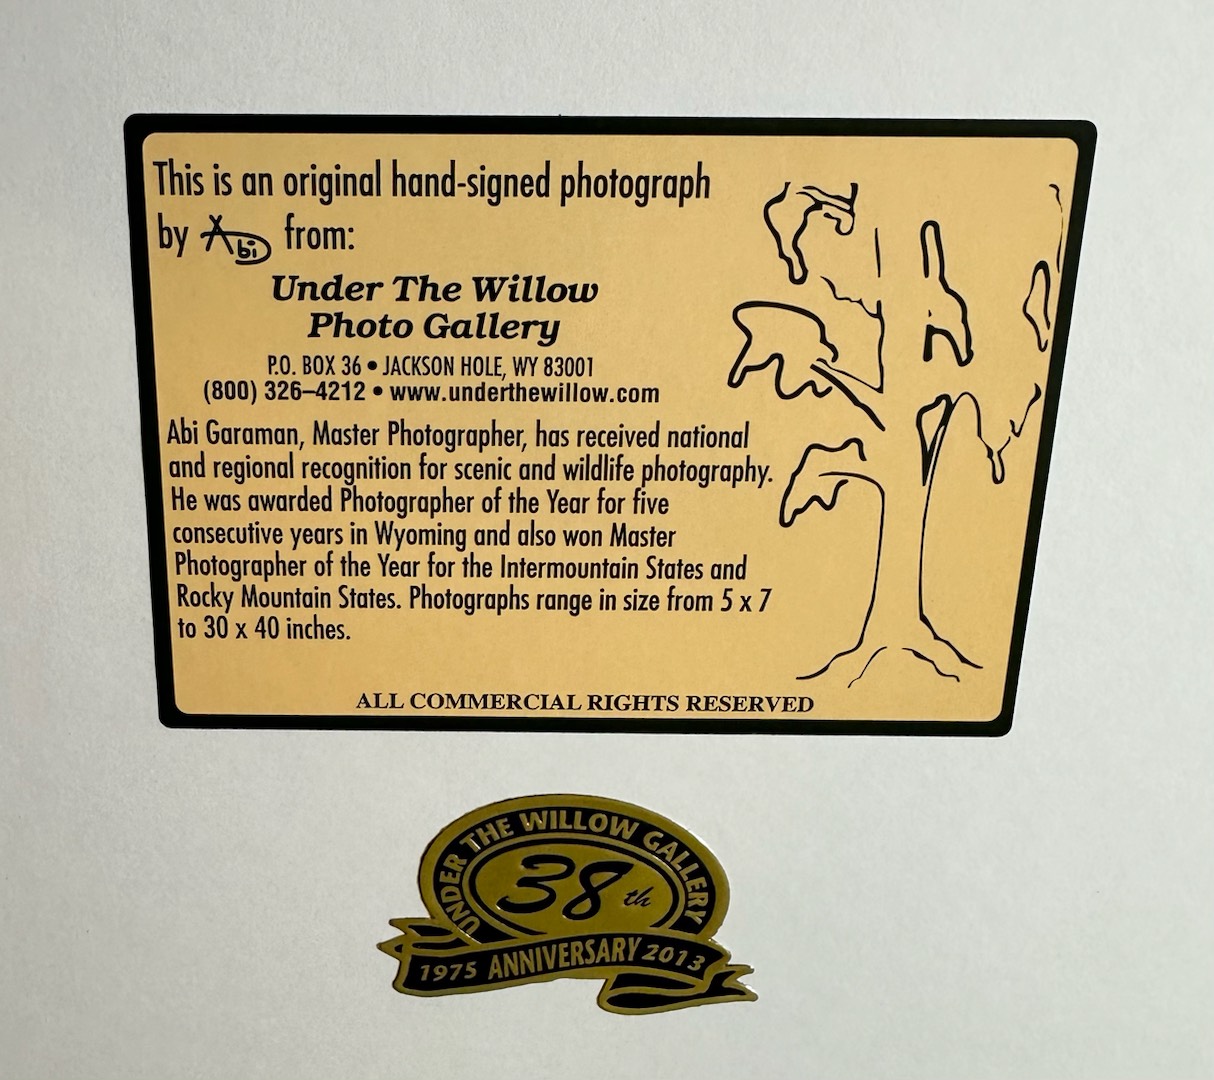 This is an original hand-signed photograph
by Abi from:
Under The Willow
Photo Gallery
P.O. BOX 36 • JACKSON HOLE, WY 83001
(800) 326–4212 • www.underthewillow.com
Abi Garaman, Master Photographer, has received national
and regional recognition for scenic and wildlife photography.
He was awarded Photographer of the Year for five
consecutive years in Wyoming and also won Master
Photographer of the Year for the Intermountain States and
Rocky Mountain States. Photographs range in size from 5 x 7
to 30 x 40 inches.
ALL COMMERCIAL RIGHTS RESERVED
UNDER THE WILLOW GALLERY
38th
1975 ANNIVERSARY 2013